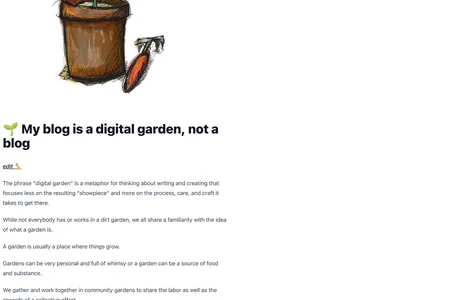 🌱 My blog is a digital garden, not a
blog
edit ✏️
The phrase "digital garden" is a metaphor for thinking about writing and creating that
focuses less on the resulting "showpiece" and more on the process, care, and craft it
takes to get there.
While not everybody has or works in a dirt garden, we all share a familiarity with the idea
of what a garden is.
A garden is usually a place where things grow.
Gardens can be very personal and full of whimsy or a garden can be a source of food
and substance.
We gather and work together in community gardens to share the labor as well as the
rewards of a collective effort.